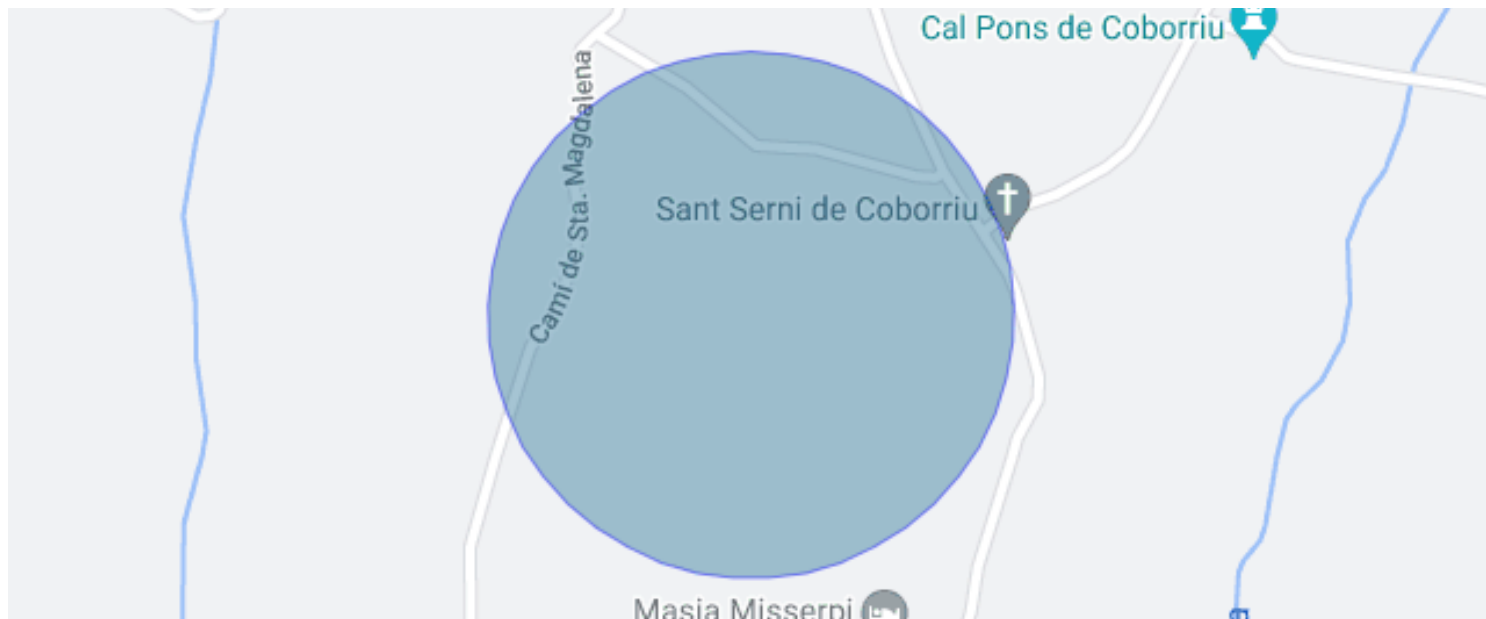 Cal Pons de Coborriu
Camí de Sta. Magdalena
Sant Serni de Coborriu
Masia Misserpi